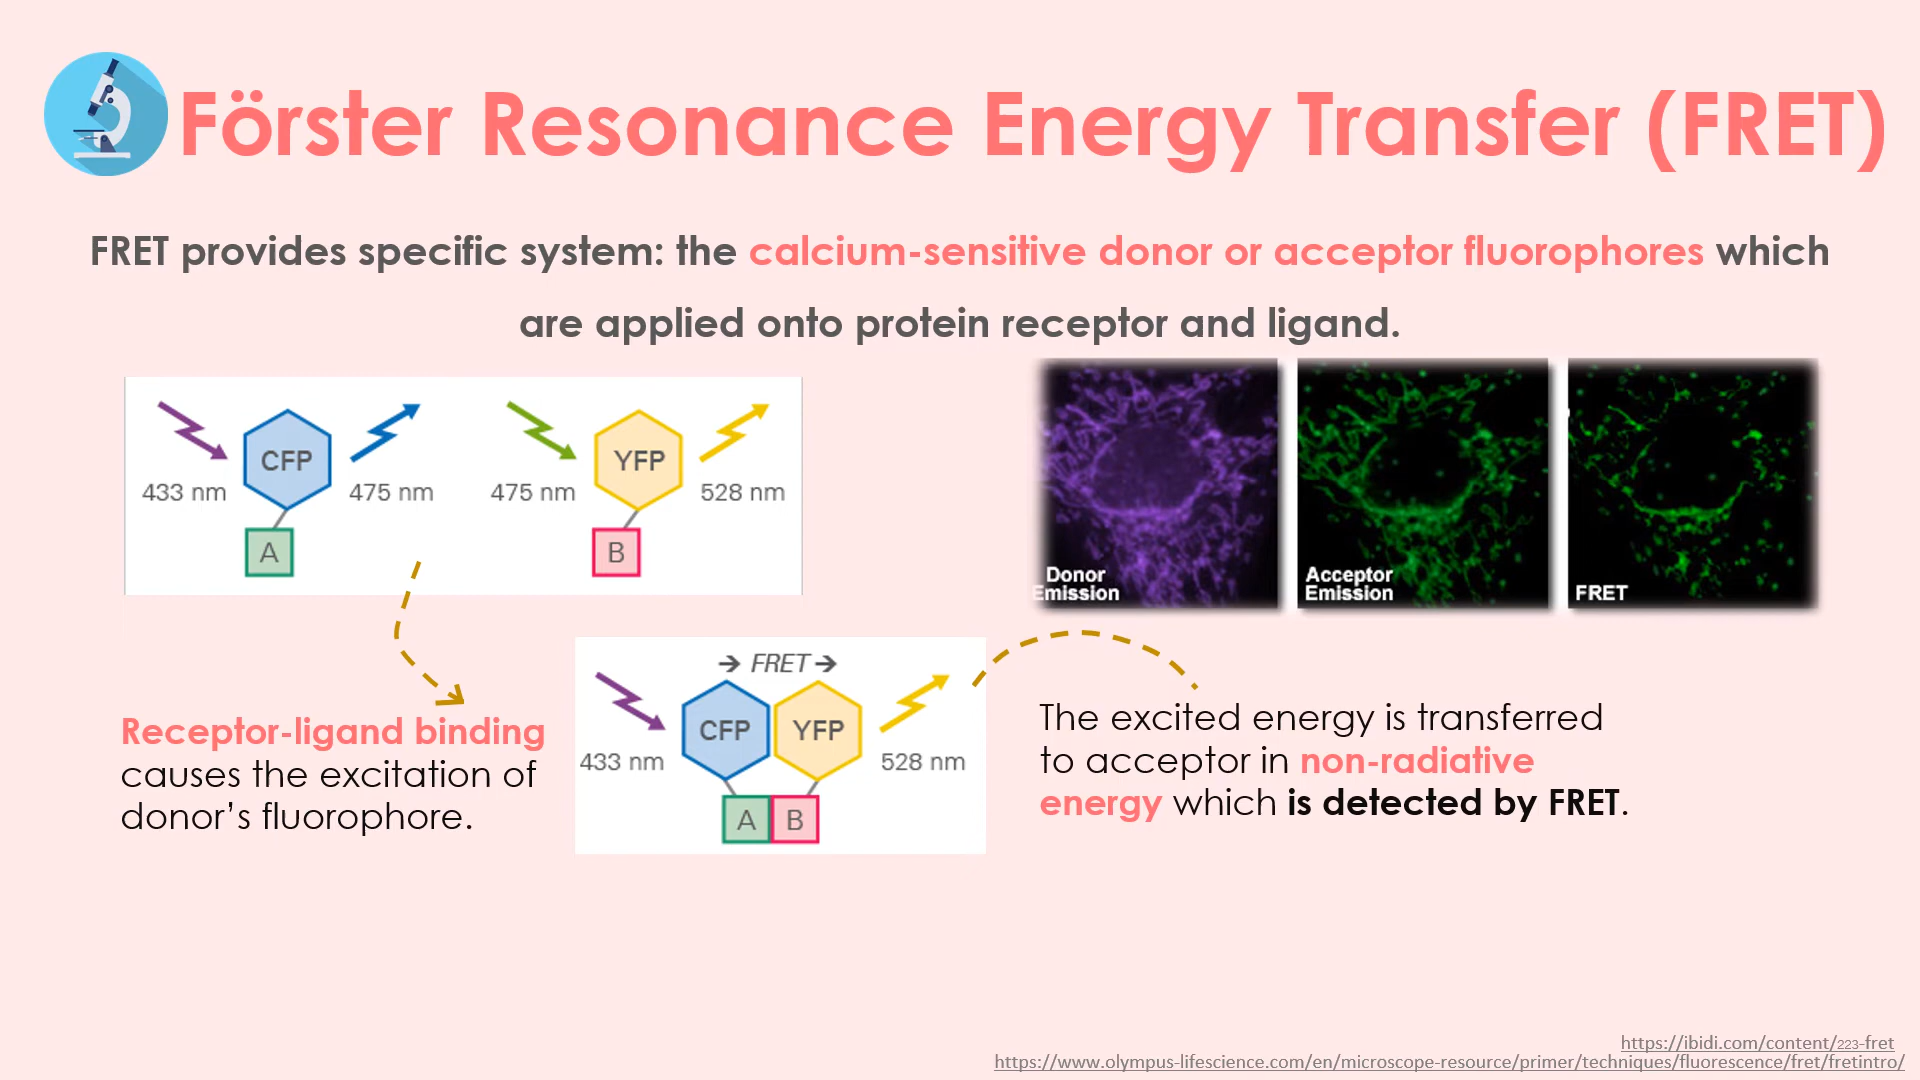 Förster Resonance Energy Transfer (FRET)
FRET provides specific system: the calcium-sensitive donor or acceptor fluorophores which
are applied onto protein receptor and ligand.
CFP
433 nm
475 nm
A
YFP
475 nm
528 nm
B
Donor
Emission
Acceptor
Emission
FRET
→ FRET →
CFP
YFP
433 nm
528 nm
A
B
Receptor-ligand binding
causes the excitation of
donor’s fluorophore.
The excited energy is transferred
to acceptor in non-radiative
energy which is detected by FRET.
https://ibidi.com/content/223-fret
https://www.olympus-lifescience.com/en/microscope-resource/primer/techniques/fluorescence/fret/fretintro/